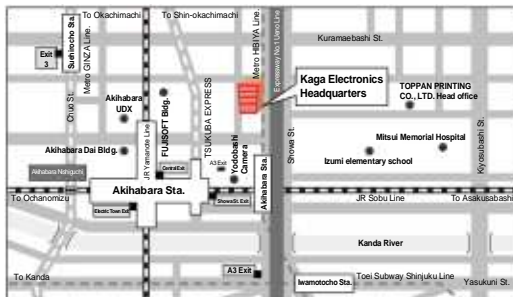 To Okachimachi
To Shin-okachimachi
Suehirocho Sta.
Metro GINZA Line.
Exit
3
Chuo St.
Metro HIBIYA Line.
Expressway No.1 Ueno Line
Kuramaebashi St.
Kaga Electronics
Headquarters
TOPPAN PRINTING
CO., LTD. Head office
Akihabara
UDX
FUJISOFT Bldg.
TSUKUBA EXPRESS
JR Yamanote Line
Akihabara Dai Bldg.
Akihabara Nishiguchi
Central Exit
A3 Exit
Yodobashi
Camera
Akihabara Sta.
Showa St.
Mitsui Memorial Hospital
Izumi elementary school
Kiyosubashi St.
Akihabara Sta.
To Ochanomizu
Electric Town Exit
Showa St. Exit
JR Sobu Line
To Asakusabashi
Kanda River
To Kanda
A3 Exit
Iwamotocho Sta.
Toei Subway Shinjuku Line
Yasukuni St.